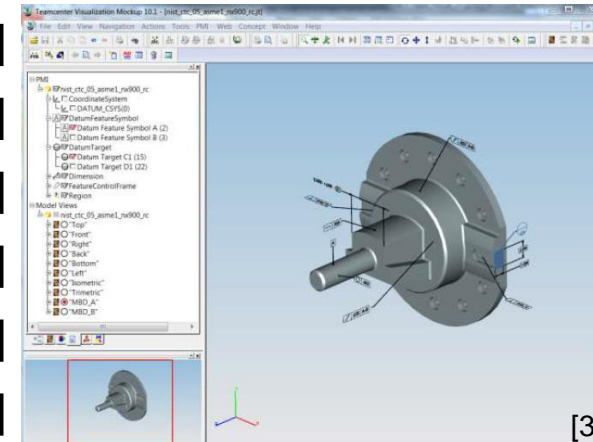 Teamcenter Visualization Mockup 10.1 - [nist_ctc_05_asme1_nx900_rc.jt]
File Edit View Navigation Actions Tools PMI Web Concept Window Help
PMI
nist_ctc_05_asme1_nx900_rc
CoordinateSystem
DATUM_CSYS(0)
DatumFeatureSymbol
Datum Feature Symbol A (2)
Datum Feature Symbol B (3)
DatumTarget
Datum Target C1 (15)
Datum Target D1 (22)
Dimension
FeatureControlFrame
Region
Model Views
nist_ctc_05_asme1_nx900_rc
"Top"
"Front"
"Right"
"Back"
"Bottom"
"Left"
"Isometric"
"Trimetric"
"MBD_A"
"MBD_B"
[3